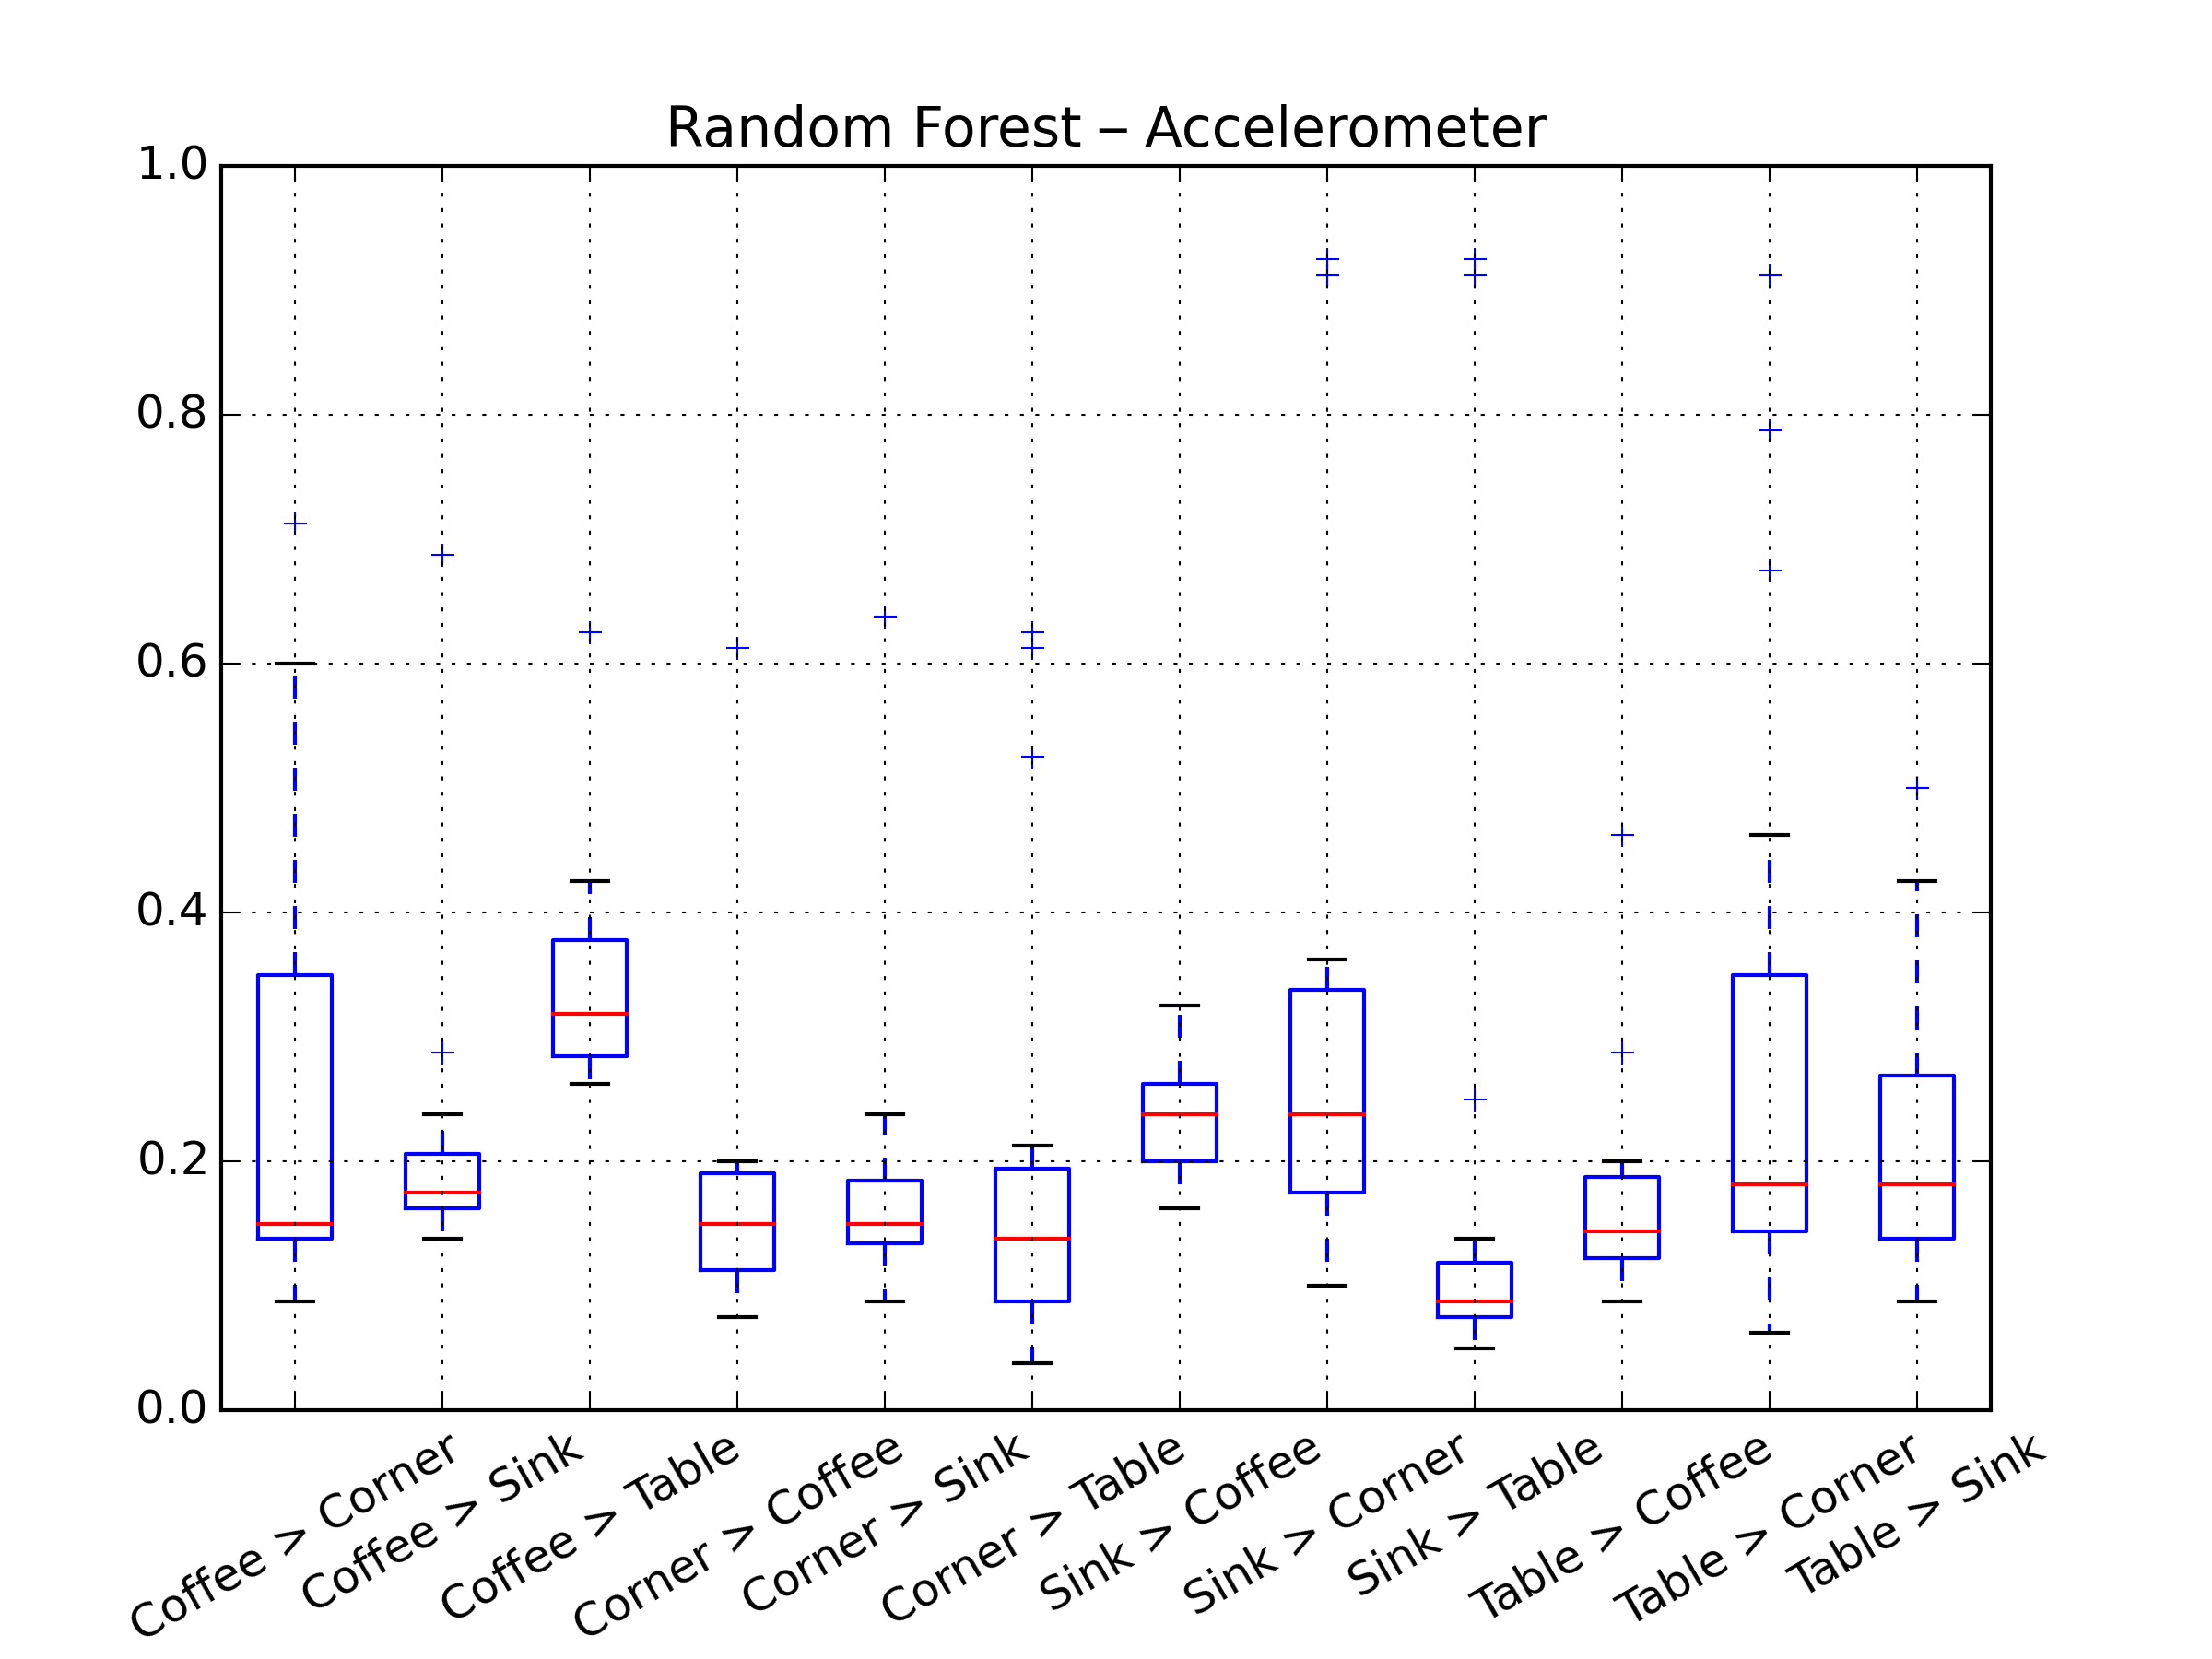 Random Forest – Accelerometer
1.0
0.8
0.6
0.4
0.2
0.0
Coffee > Corner
Coffee > Sink
Coffee > Table
Corner > Coffee
Corner > Sink
Corner > Table
Sink > Coffee
Sink > Corner
Sink > Table
Table > Coffee
Table > Corner
Table > Sink